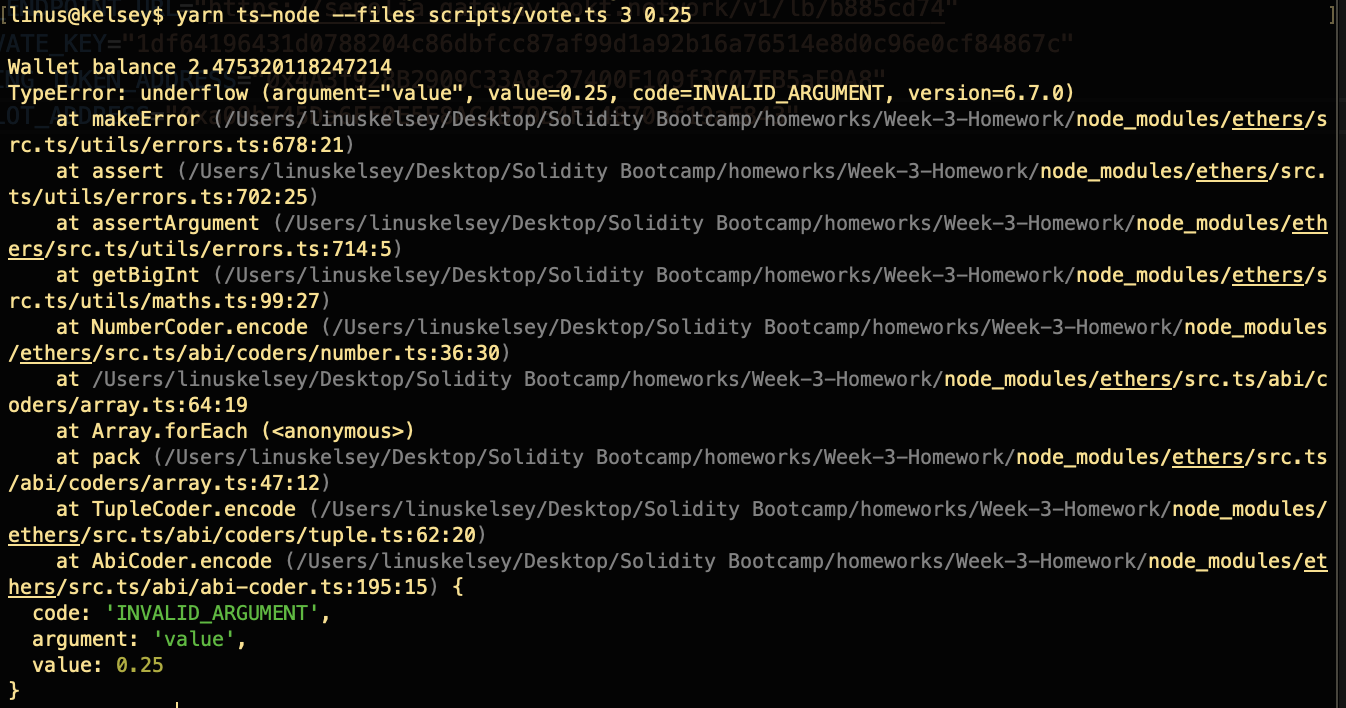 [linus@kelsey$ yarn ts-node --files scripts/vote.ts 3 0.25 ]
Wallet balance 2.475320118247214
TypeError: underflow (argument="value", value=0.25, code=INVALID_ARGUMENT, version=6.7.0)
    at makeError (/Users/linuskelsey/Desktop/Solidity Bootcamp/homeworks/Week-3-Homework/node_modules/ethers/s
rc.ts/utils/errors.ts:678:21)
    at assert (/Users/linuskelsey/Desktop/Solidity Bootcamp/homeworks/Week-3-Homework/node_modules/ethers/src.
ts/utils/errors.ts:702:25)
    at assertArgument (/Users/linuskelsey/Desktop/Solidity Bootcamp/homeworks/Week-3-Homework/node_modules/eth
ers/src.ts/utils/errors.ts:714:5)
    at getBigInt (/Users/linuskelsey/Desktop/Solidity Bootcamp/homeworks/Week-3-Homework/node_modules/ethers/s
rc.ts/utils/maths.ts:99:27)
    at NumberCoder.encode (/Users/linuskelsey/Desktop/Solidity Bootcamp/homeworks/Week-3-Homework/node_modules
/ethers/src.ts/abi/coders/number.ts:36:30)
    at /Users/linuskelsey/Desktop/Solidity Bootcamp/homeworks/Week-3-Homework/node_modules/ethers/src.ts/abi/c
oders/array.ts:64:19
    at Array.forEach (<anonymous>)
    at pack (/Users/linuskelsey/Desktop/Solidity Bootcamp/homeworks/Week-3-Homework/node_modules/ethers/src.ts
/abi/coders/array.ts:47:12)
    at TupleCoder.encode (/Users/linuskelsey/Desktop/Solidity Bootcamp/homeworks/Week-3-Homework/node_modules/
ethers/src.ts/abi/coders/tuple.ts:62:20)
    at AbiCoder.encode (/Users/linuskelsey/Desktop/Solidity Bootcamp/homeworks/Week-3-Homework/node_modules/et
hers/src.ts/abi/abi-coder.ts:195:15) {
  code: 'INVALID_ARGUMENT',
  argument: 'value',
  value: 0.25
}